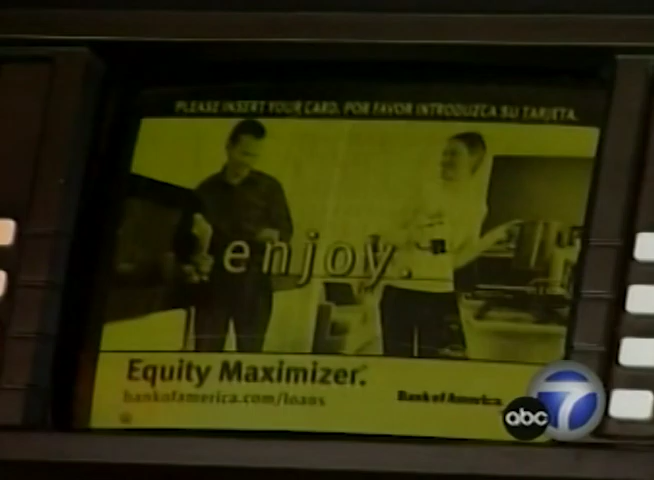 PLEASE INSERT YOUR CARD. POR FAVOR INTRODUZCA SU TARJETA.
enjoy.
Equity Maximizer.
bankofamerica.com/loans
Bank of America.
abc 7